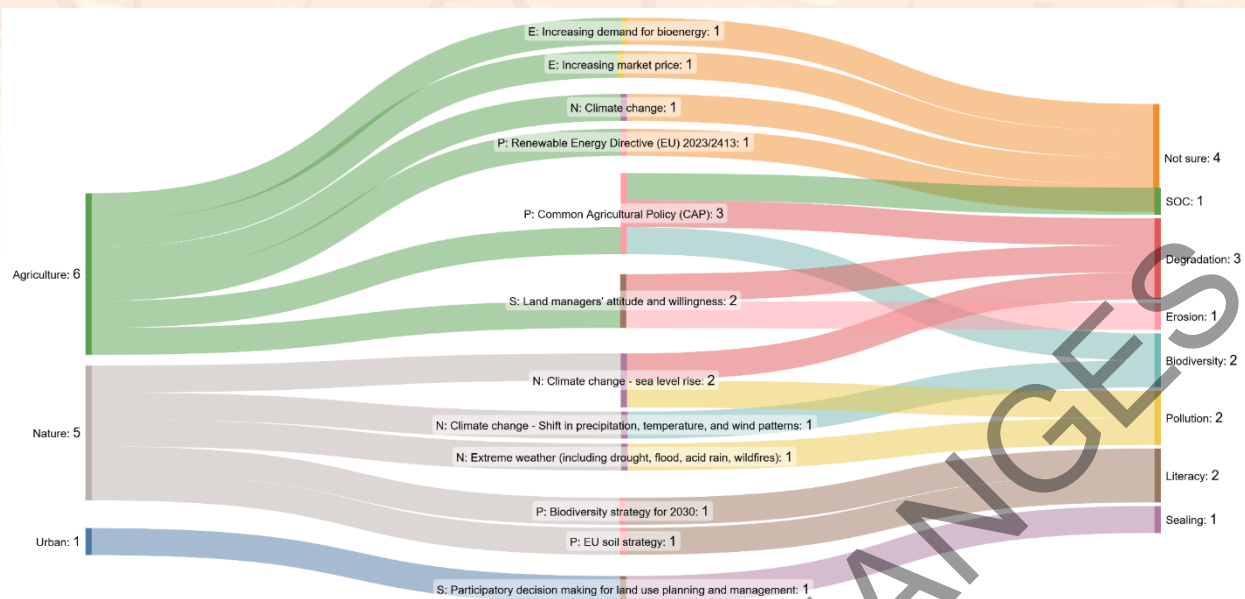 E: Increasing demand for bioenergy: 1
E: Increasing market price: 1
N: Climate change: 1
P: Renewable Energy Directive (EU) 2023/2413: 1
Not sure: 4
SOC: 1
P: Common Agricultural Policy (CAP): 3
Degradation: 3
Agriculture: 6
S: Land managers' attitude and willingness: 2
Erosion: 1
Biodiversity: 2
N: Climate change - sea level rise: 2
Pollution: 2
N: Climate change - Shift in precipitation, temperature, and wind patterns: 1
Nature: 5
N: Extreme weather (including drought, flood, acid rain, wildfires): 1
Literacy: 2
P: Biodiversity strategy for 2030: 1
Sealing: 1
Urban: 1
P: EU soil strategy: 1
S: Participatory decision making for land use planning and management: 1
ANGES